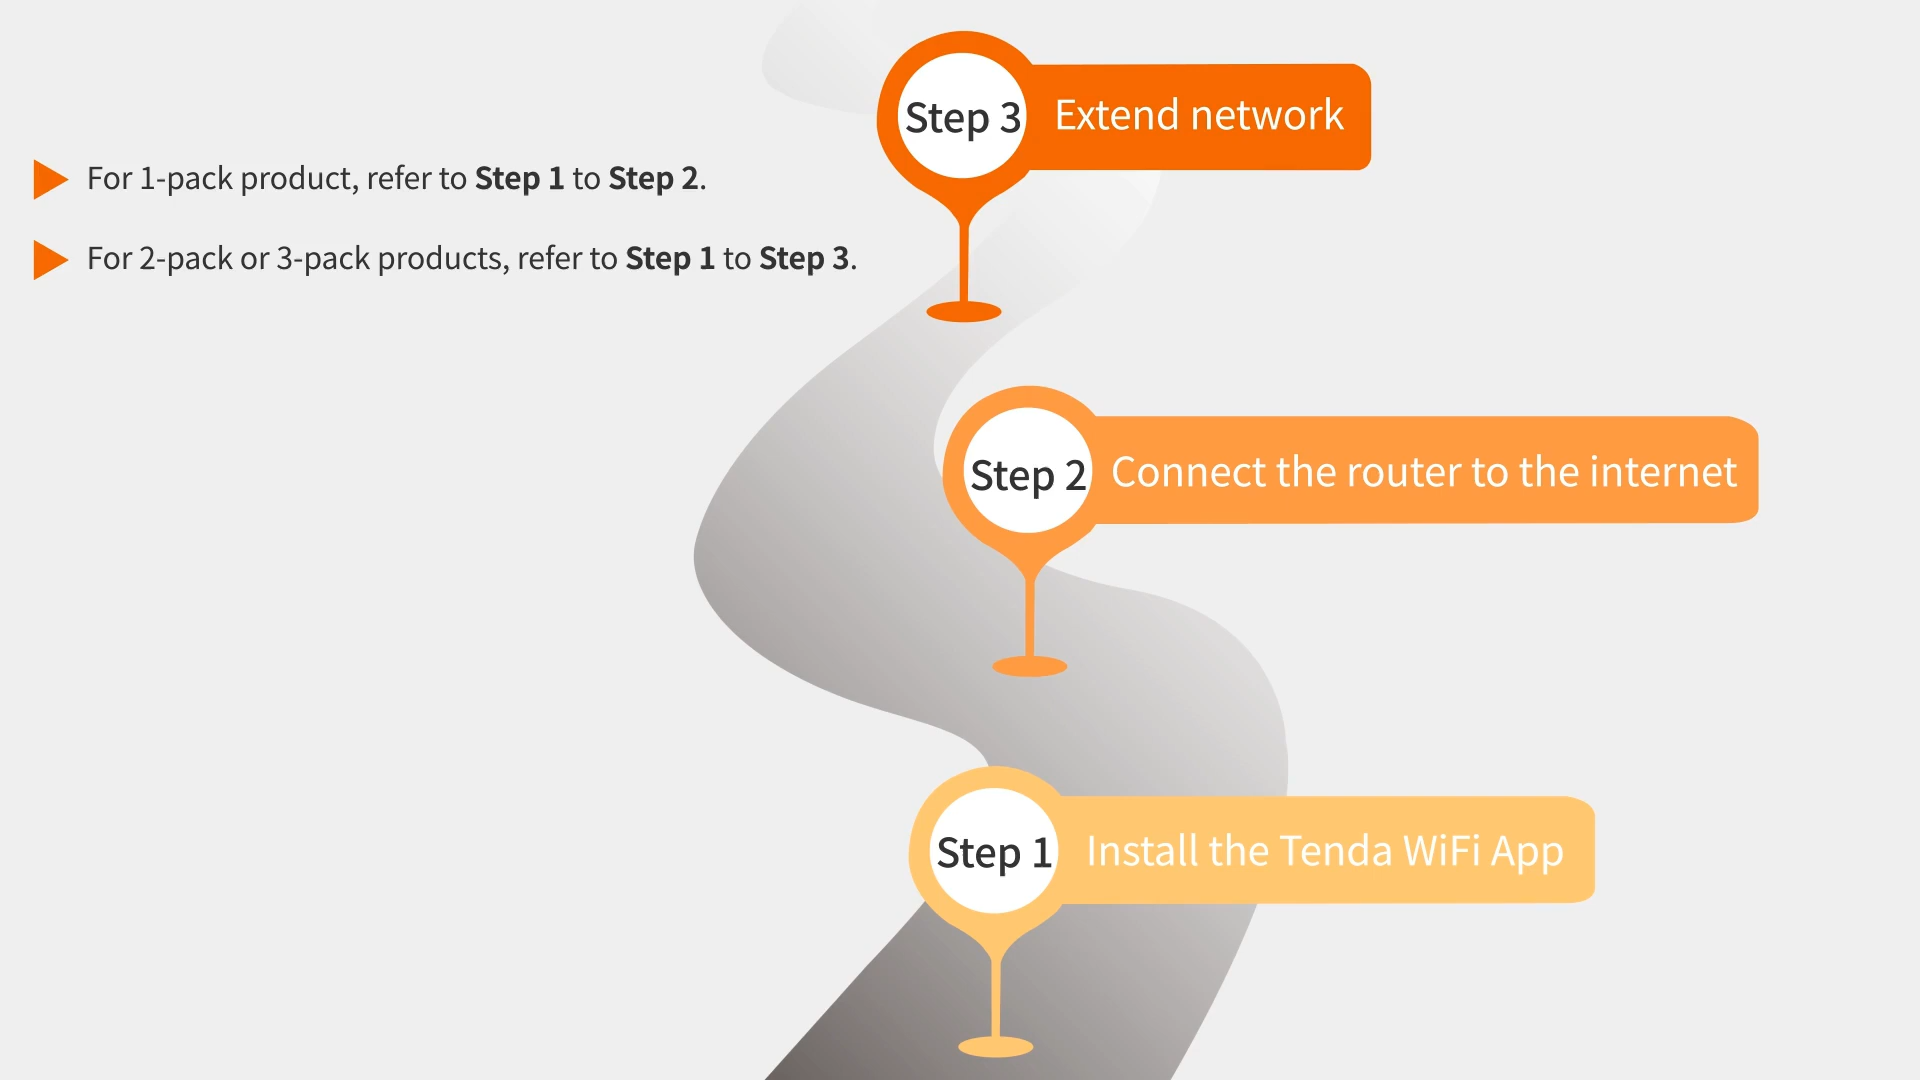 Step 3 Extend network
For 1-pack product, refer to Step 1 to Step 2.
For 2-pack or 3-pack products, refer to Step 1 to Step 3.
Step 2 Connect the router to the internet
Step 1 Install the Tenda WiFi App